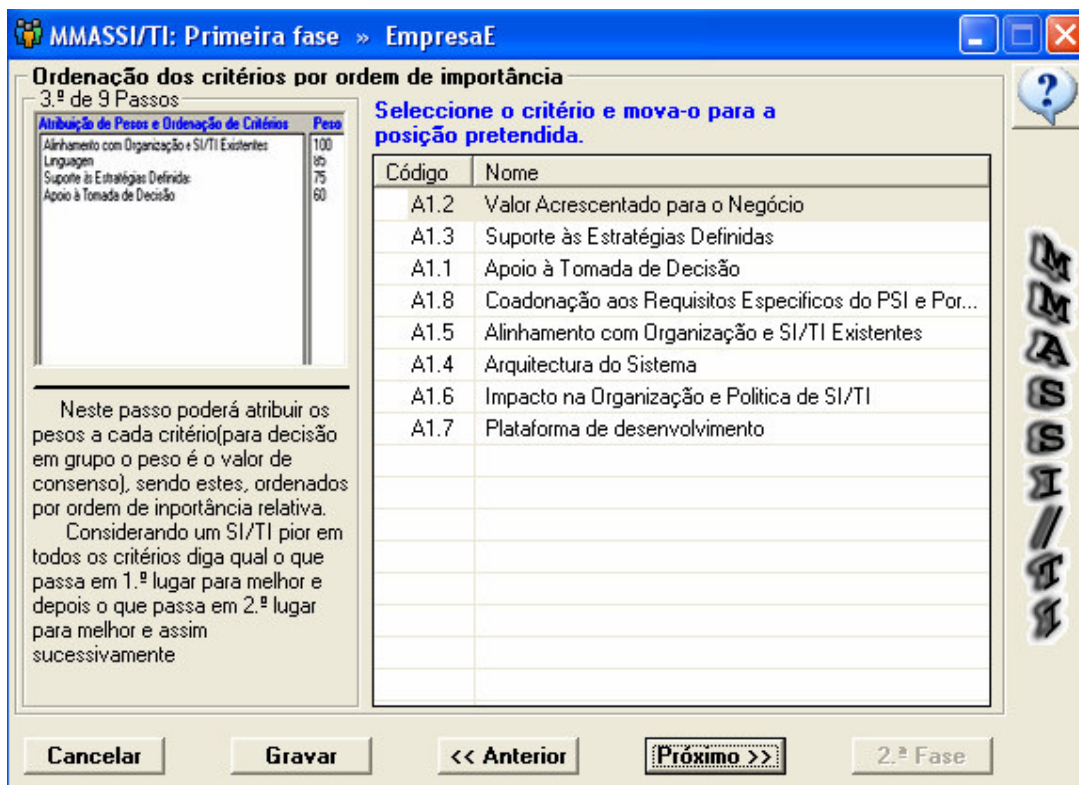 MMASSI/TI: Primeira fase » EmpresaE
Ordenação dos critérios por ordem de importância
3.º de 9 Passos
Atribuição de Pesos e Ordenação de Critérios Peso
Alinhamento com Organização e SI/TI Existentes 100
Linguagen 85
Suporte às Estratégias Definida: 75
Apoio à Tomada de Decisão 60
Neste passo poderá atribuir os
pesos a cada critério(para decisão
em grupo o peso é o valor de
consenso), sendo estes, ordenados
por ordem de inportância relativa.
Considerando um SI/TI pior em
todos os critérios diga qual o que
passa em 1.º lugar para melhor e
depois o que passa em 2.º lugar
para melhor e assim
sucessivamente
Seleccione o critério e mova-o para a
posição pretendida.
Código Nome
A1.2 Valor Acrescentado para o Negócio
A1.3 Suporte às Estratégias Definidas
A1.1 Apoio à Tomada de Decisão
A1.8 Coadonação aos Requisitos Especificos do PSI e Por...
A1.5 Alinhamento com Organização e SI/TI Existentes
A1.4 Arquitectura do Sistema
A1.6 Impacto na Organização e Politica de SI/TI
A1.7 Plataforma de desenvolvimento
?
MMASSI/TI
Cancelar Gravar << Anterior Próximo >> 2.ª Fase